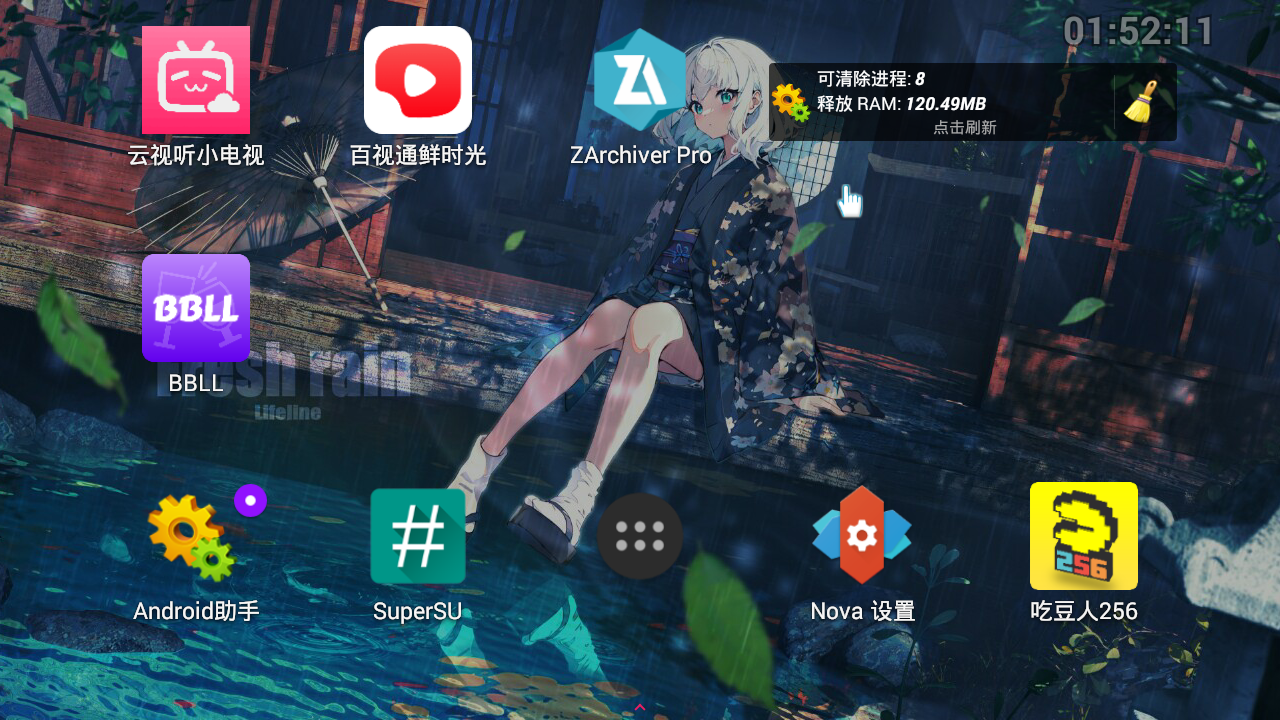 01:52:11
可清除进程: 8
释放 RAM: 120.49MB
点击刷新
云视听小电视
百视通鲜时光
ZA
ZArchiver Pro
BBLL
BBLL
Fresh rain
Lifeline
#
256
Android助手
SuperSU
Nova 设置
吃豆人256